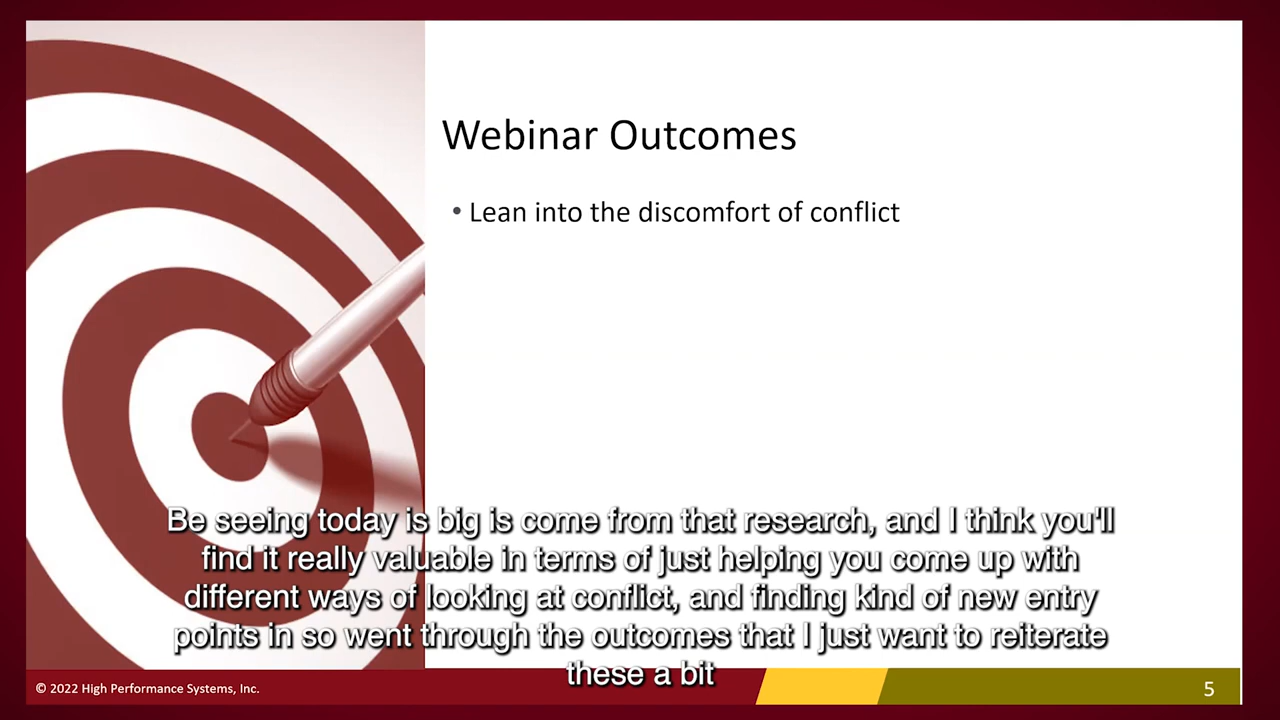 Webinar Outcomes
• Lean into the discomfort of conflict
Be seeing today is big is come from that research, and I think you'll
find it really valuable in terms of just helping you come up with
different ways of looking at conflict, and finding kind of new entry
points in so went through the outcomes that I just want to reiterate
these a bit
© 2022 High Performance Systems, Inc.
5